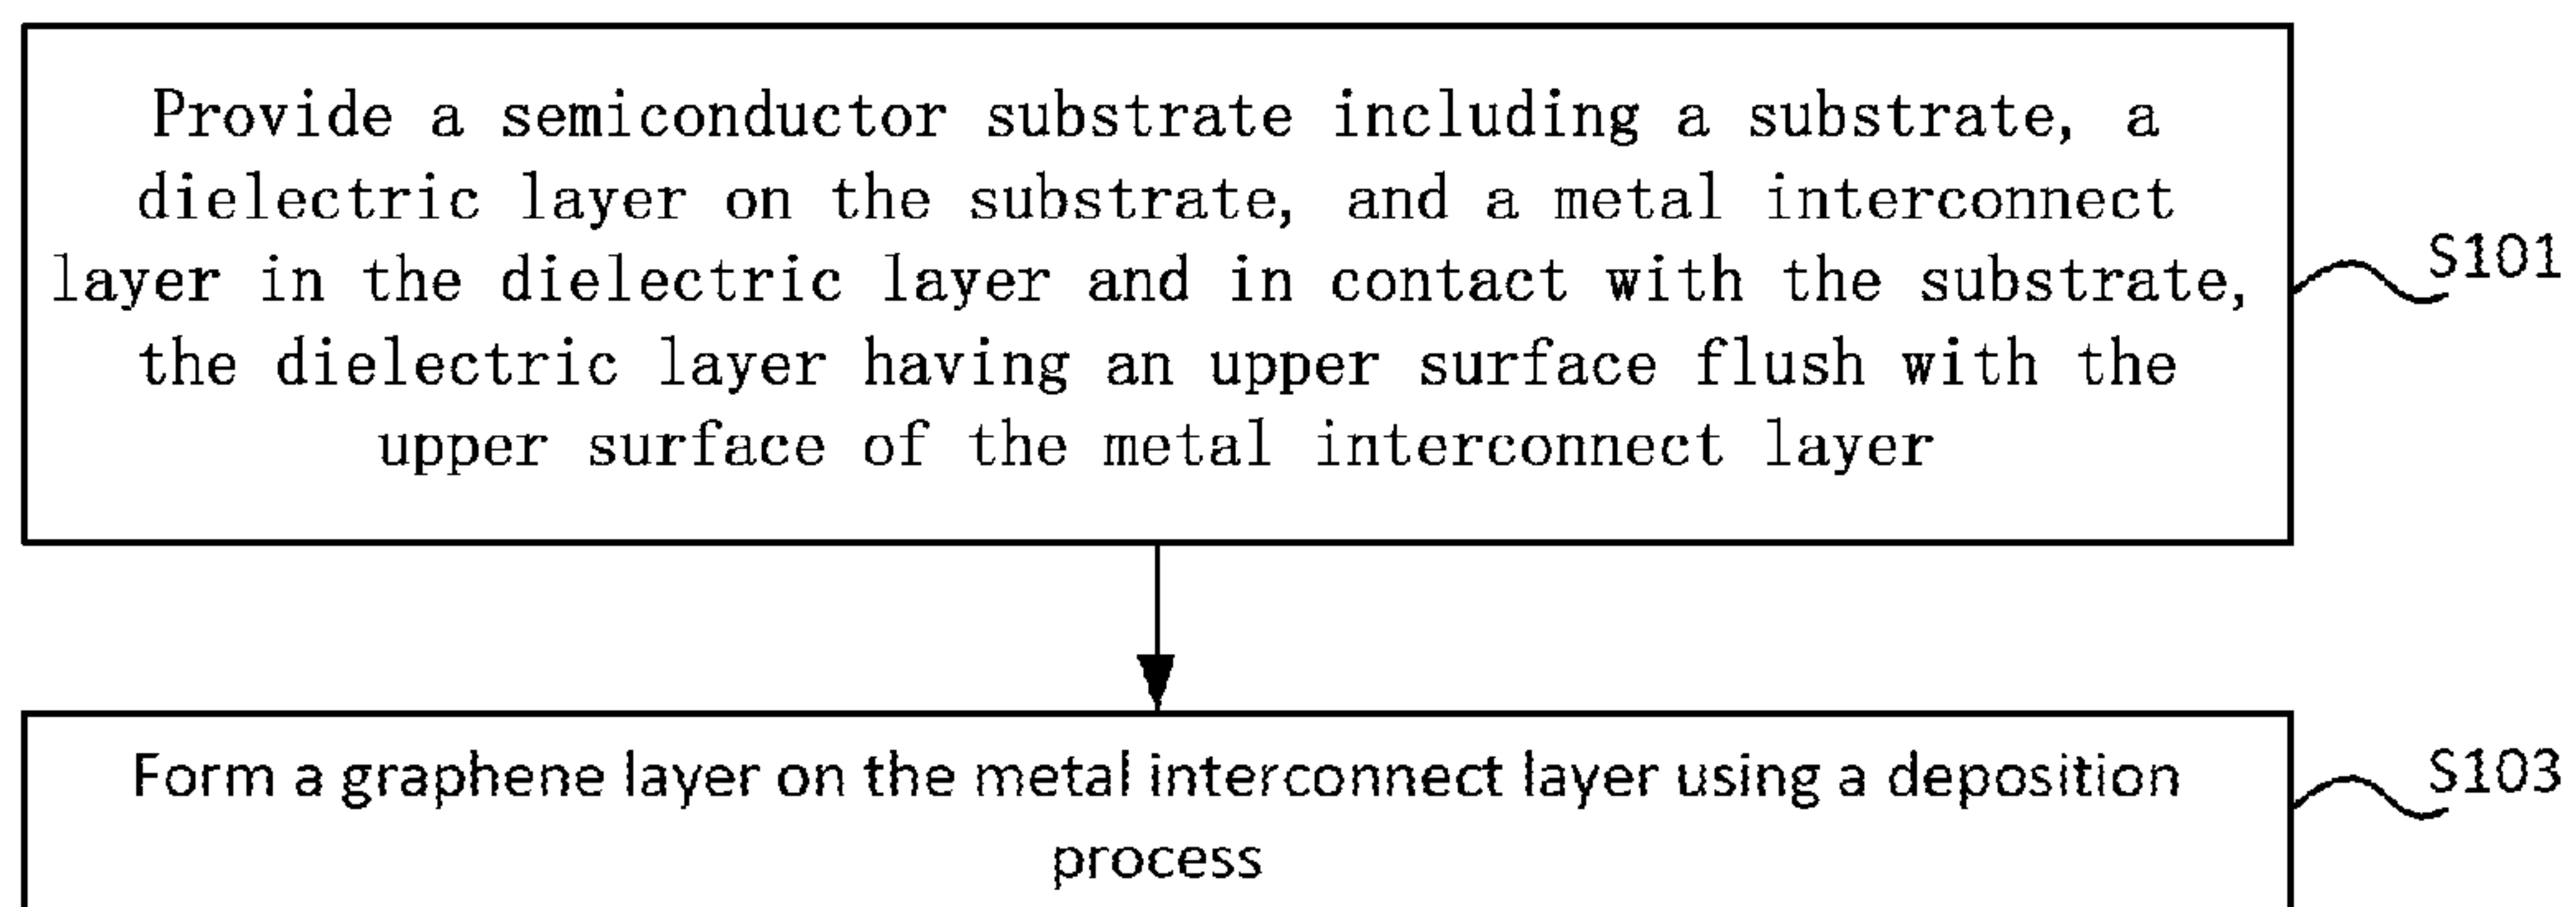 Provide a semiconductor substrate including a substrate, a
dielectric layer on the substrate, and a metal interconnect
layer in the dielectric layer and in contact with the substrate,
the dielectric layer having an upper surface flush with the
upper surface of the metal interconnect layer
S101
Form a graphene layer on the metal interconnect layer using a deposition
process
S103